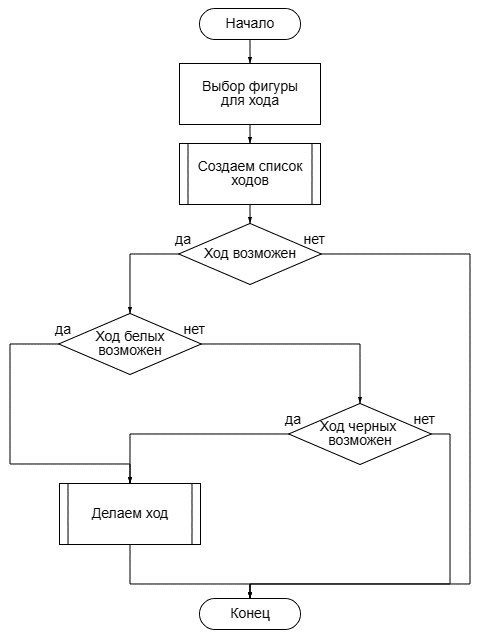 Начало
Выбор фигуры
для хода
Создаем список
ходов
да
нет
Ход возможен
да
нет
Ход белых
возможен
да
нет
Ход черных
возможен
Делаем ход
Конец